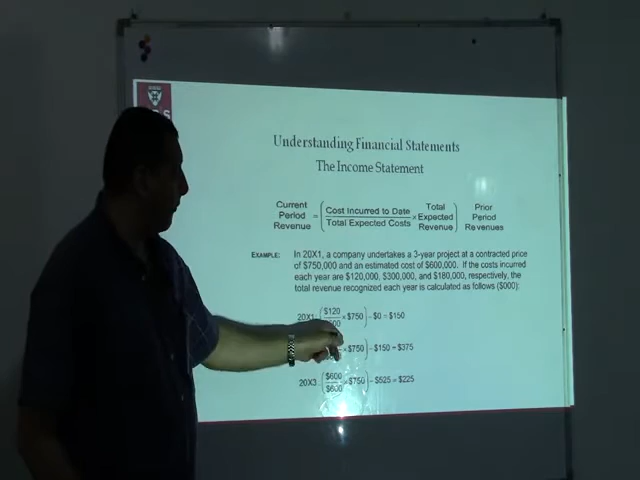 Understanding Financial Statements
The Income Statement
Current Period Revenue = ( Cost Incurred to Date / Total Expected Costs × Total Expected Revenue ) Prior Period Revenues
EXAMPLE: In 20X1, a company undertakes a 3-year project at a contracted price
of $750,000 and an estimated cost of $600,000. If the costs incurred
each year are $120,000, $300,000, and $180,000, respectively, the
total revenue recognized each year is calculated as follows ($000):
20X1: ( $120 × $750 ) – $0 = $150
× $750 ) – $150 = $375
20X3: ( $600 / $600 × $750 ) – $525 = $225